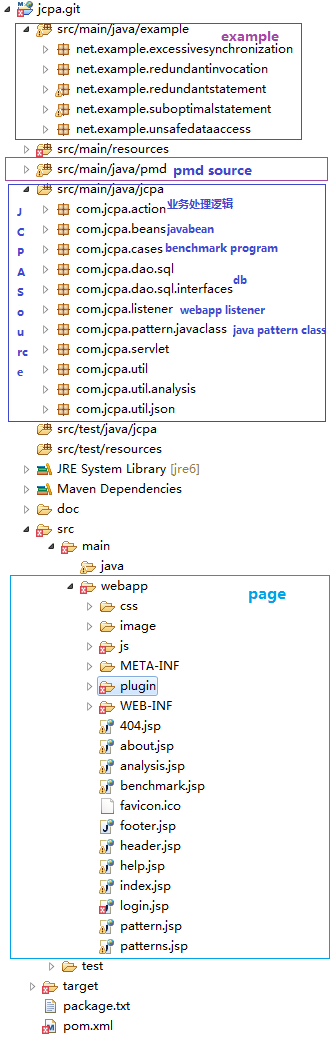 jcpa.git
src/main/java/example
example
net.example.excessivesynchronization
net.example.redundantinvocation
net.example.redundantstatement
net.example.suboptimalstatement
net.example.unsafedataaccess
src/main/resources
src/main/java/pmd pmd source
src/main/java/jcpa
JCPA Source
com.jcpa.action 业务处理逻辑
com.jcpa.beans javabean
com.jcpa.cases benchmark program
com.jcpa.dao.sql
db
com.jcpa.dao.sql.interfaces
com.jcpa.listener webapp listener
com.jcpa.pattern.javaclass java pattern class
com.jcpa.servlet
com.jcpa.util
com.jcpa.util.analysis
com.jcpa.util.json
src/test/java/jcpa
src/test/resources
JRE System Library [jre6]
Maven Dependencies
doc
src
main
java
webapp
page
css
image
js
META-INF
plugin
WEB-INF
404.jsp
about.jsp
analysis.jsp
benchmark.jsp
favicon.ico
footer.jsp
header.jsp
help.jsp
index.jsp
login.jsp
pattern.jsp
patterns.jsp
test
target
package.txt
pom.xml